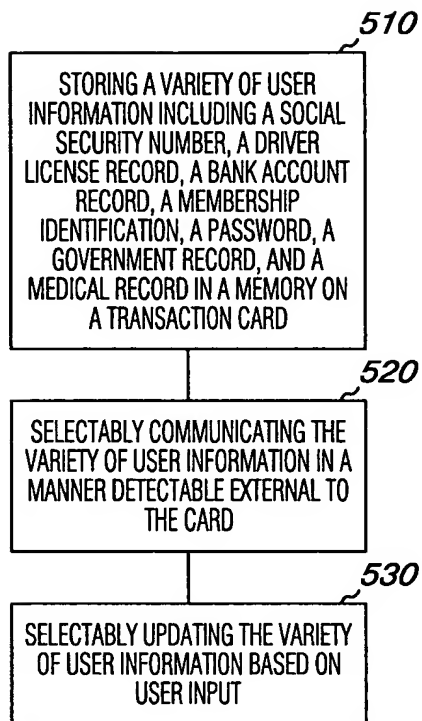 510
STORING A VARIETY OF USER
INFORMATION INCLUDING A SOCIAL
SECURITY NUMBER, A DRIVER
LICENSE RECORD, A BANK ACCOUNT
RECORD, A MEMBERSHIP
IDENTIFICATION, A PASSWORD, A
GOVERNMENT RECORD, AND A
MEDICAL RECORD IN A MEMORY ON
A TRANSACTION CARD
520
SELECTABLY COMMUNICATING THE
VARIETY OF USER INFORMATION IN A
MANNER DETECTABLE EXTERNAL TO
THE CARD
530
SELECTABLY UPDATING THE VARIETY
OF USER INFORMATION BASED ON
USER INPUT